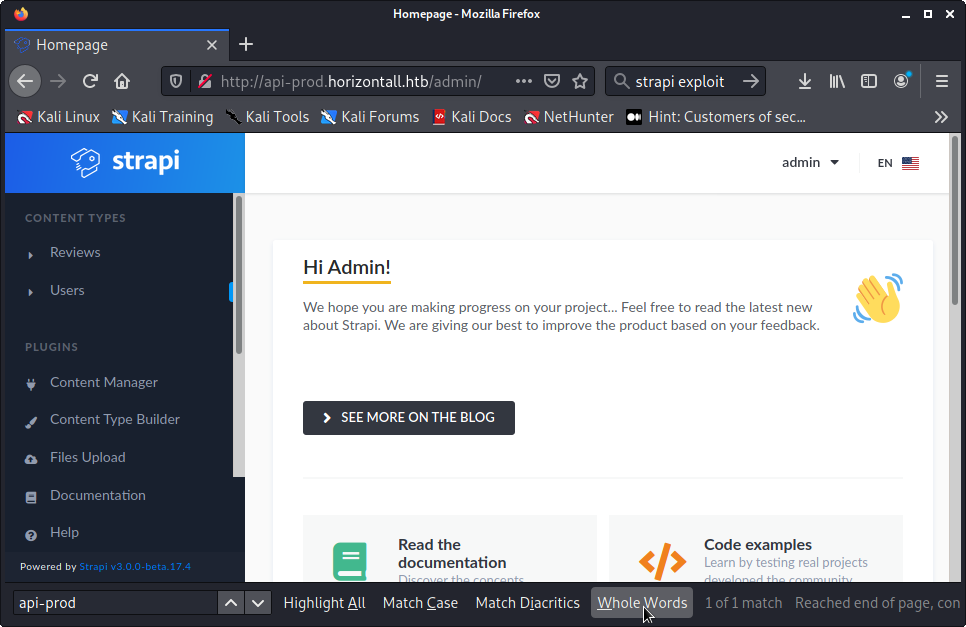 Homepage - Mozilla Firefox
Homepage
http://api-prod.horizontall.htb/admin/
strapi exploit
Kali Linux
Kali Training
Kali Tools
Kali Forums
Kali Docs
NetHunter
Hint: Customers of sec...
strapi
admin
EN
CONTENT TYPES
Reviews
Users
PLUGINS
Content Manager
Content Type Builder
Files Upload
Documentation
Help
Powered by Strapi v3.0.0-beta.17.4
Hi Admin!
We hope you are making progress on your project... Feel free to read the latest new
about Strapi. We are giving our best to improve the product based on your feedback.
SEE MORE ON THE BLOG
Read the
documentation
Discover the concepts,
Code examples
Learn by testing real projects
developed the community
api-prod
Highlight All
Match Case
Match Diacritics
Whole Words
1 of 1 match
Reached end of page, con